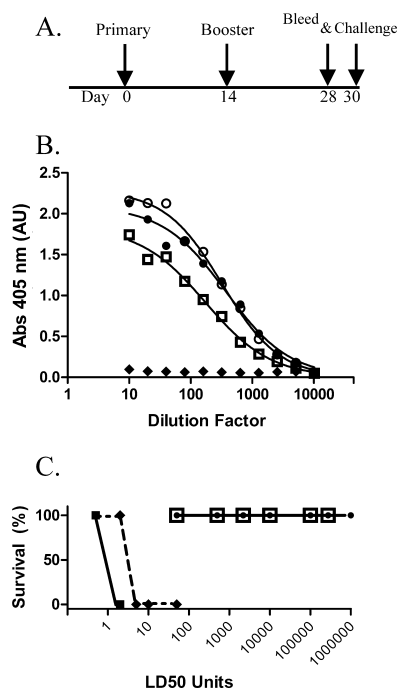 A.
Primary Booster Bleed & Challenge
Day 0 14 28 30
B.
Abs 405 nm (AU)
2.5
2.0
1.5
1.0
0.5
0.0
1 10 100 1000 10000
Dilution Factor
C.
Survival (%)
100
50
0
1 10 100 1000 10000 100000 1000000
LD50 Units